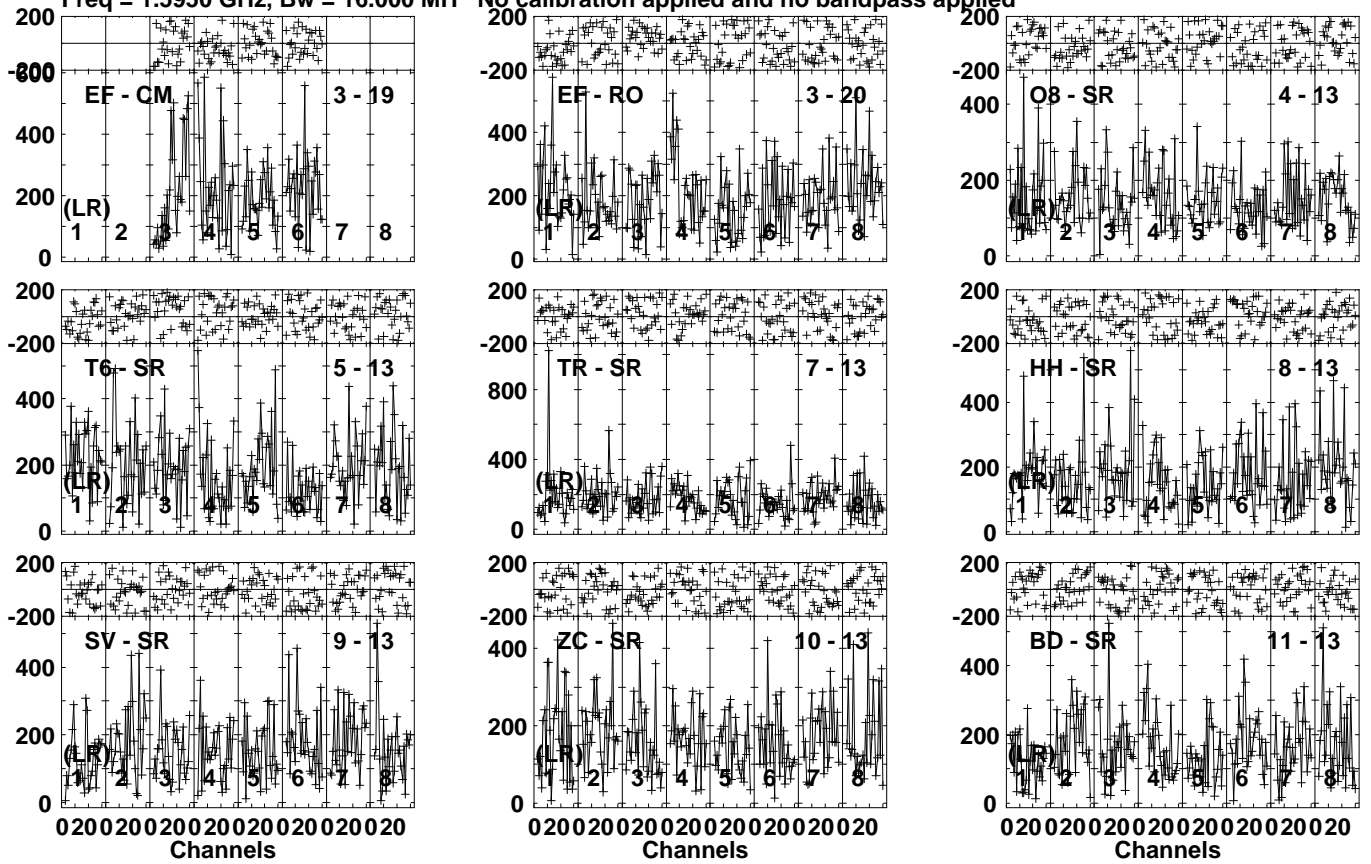 Freq = 1.5950 GHz, Bw = 16.000 MH No calibration applied and no bandpass applied
200 200 200
-200 -200 -200
600
EF - CM 3 - 19 EF - RO 3 - 20 O8 - SR 4 - 13
400 400 400
200 200 200
(LR) (LR) (LR)
1 2 3 4 5 6 7 8 1 2 3 4 5 6 7 8 1 2 3 4 5 6 7 8
0 0 0
200 200 200
-200 -200 -200
T6 - SR 5 - 13 TR - SR 7 - 13 HH - SR 8 - 13
400 800 400
200 400 200
(LR) (LR) (LR)
1 2 3 4 5 6 7 8 1 2 3 4 5 6 7 8 1 2 3 4 5 6 7 8
0 0 0
200 200 200
-200 -200 -200
SV - SR 9 - 13 ZC - SR 10 - 13 BD - SR 11 - 13
400 400 400
200 200 200
(LR) (LR) (LR)
1 2 3 4 5 6 7 8 1 2 3 4 5 6 7 8 1 2 3 4 5 6 7 8
0 0 0
0 20 0 20 0 20 0 20 0 20 0 20 0 20 0 20 0 20 0 20 0 20 0 20 0 20 0 20 0 20 0 20 0 20 0 20 0 20 0 20 0 20 0 20 0 20 0 20
Channels Channels Channels